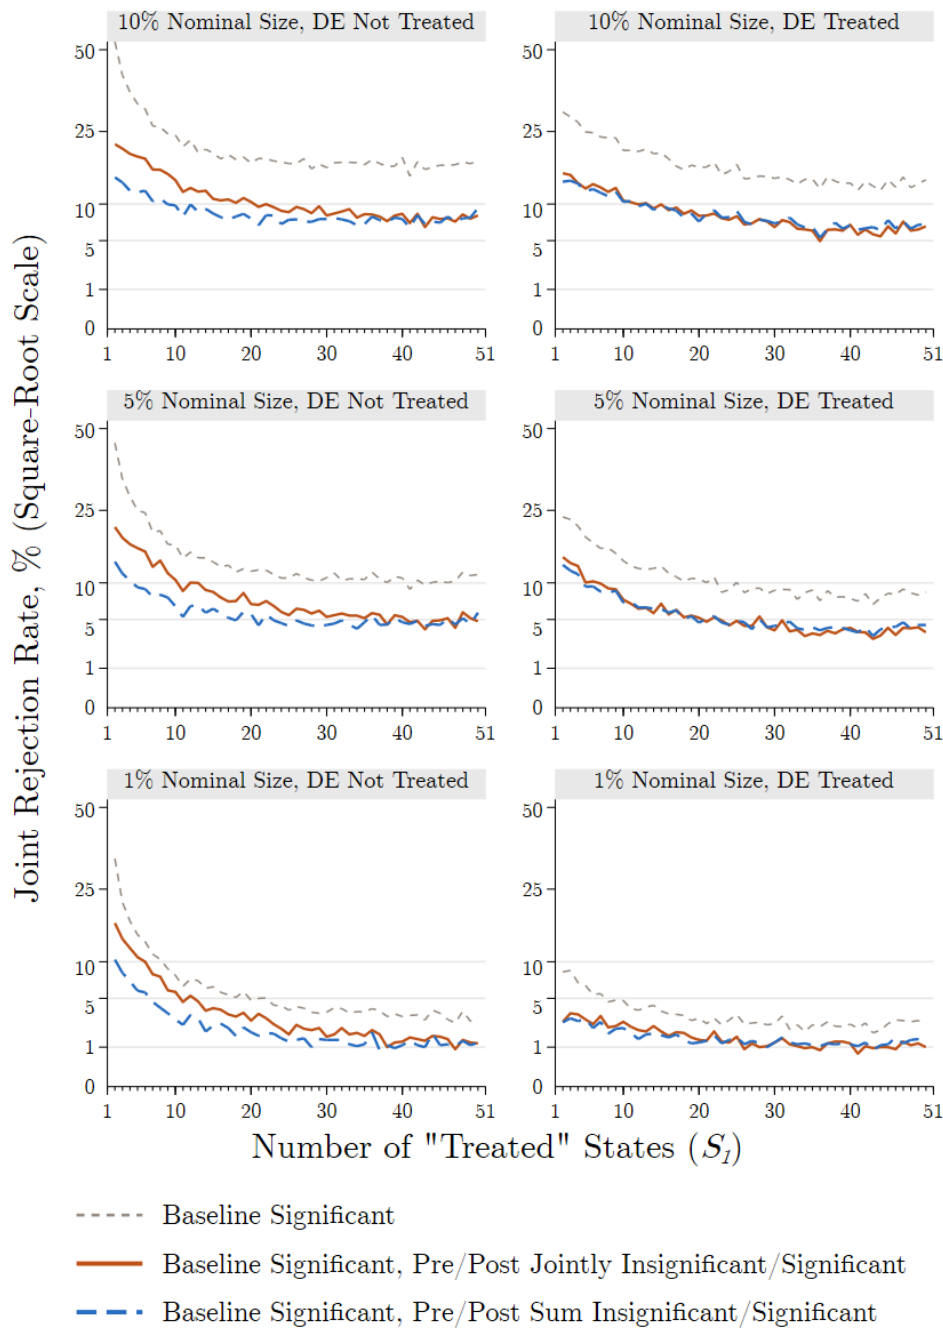 10% Nominal Size, DE Not Treated
10% Nominal Size, DE Treated
50
25
10
5
1
0
1 10 20 30 40 51
1 10 20 30 40 51
50
25
10
5
1
0
5% Nominal Size, DE Not Treated
5% Nominal Size, DE Treated
50
25
10
5
1
0
1 10 20 30 40 51
1 10 20 30 40 51
50
25
10
5
1
0
1% Nominal Size, DE Not Treated
1% Nominal Size, DE Treated
50
25
10
5
1
0
1 10 20 30 40 51
1 10 20 30 40 51
50
25
10
5
1
0
Joint Rejection Rate, % (Square-Root Scale)
Number of "Treated" States (S1)
Baseline Significant
Baseline Significant, Pre/Post Jointly Insignificant/Significant
Baseline Significant, Pre/Post Sum Insignificant/Significant